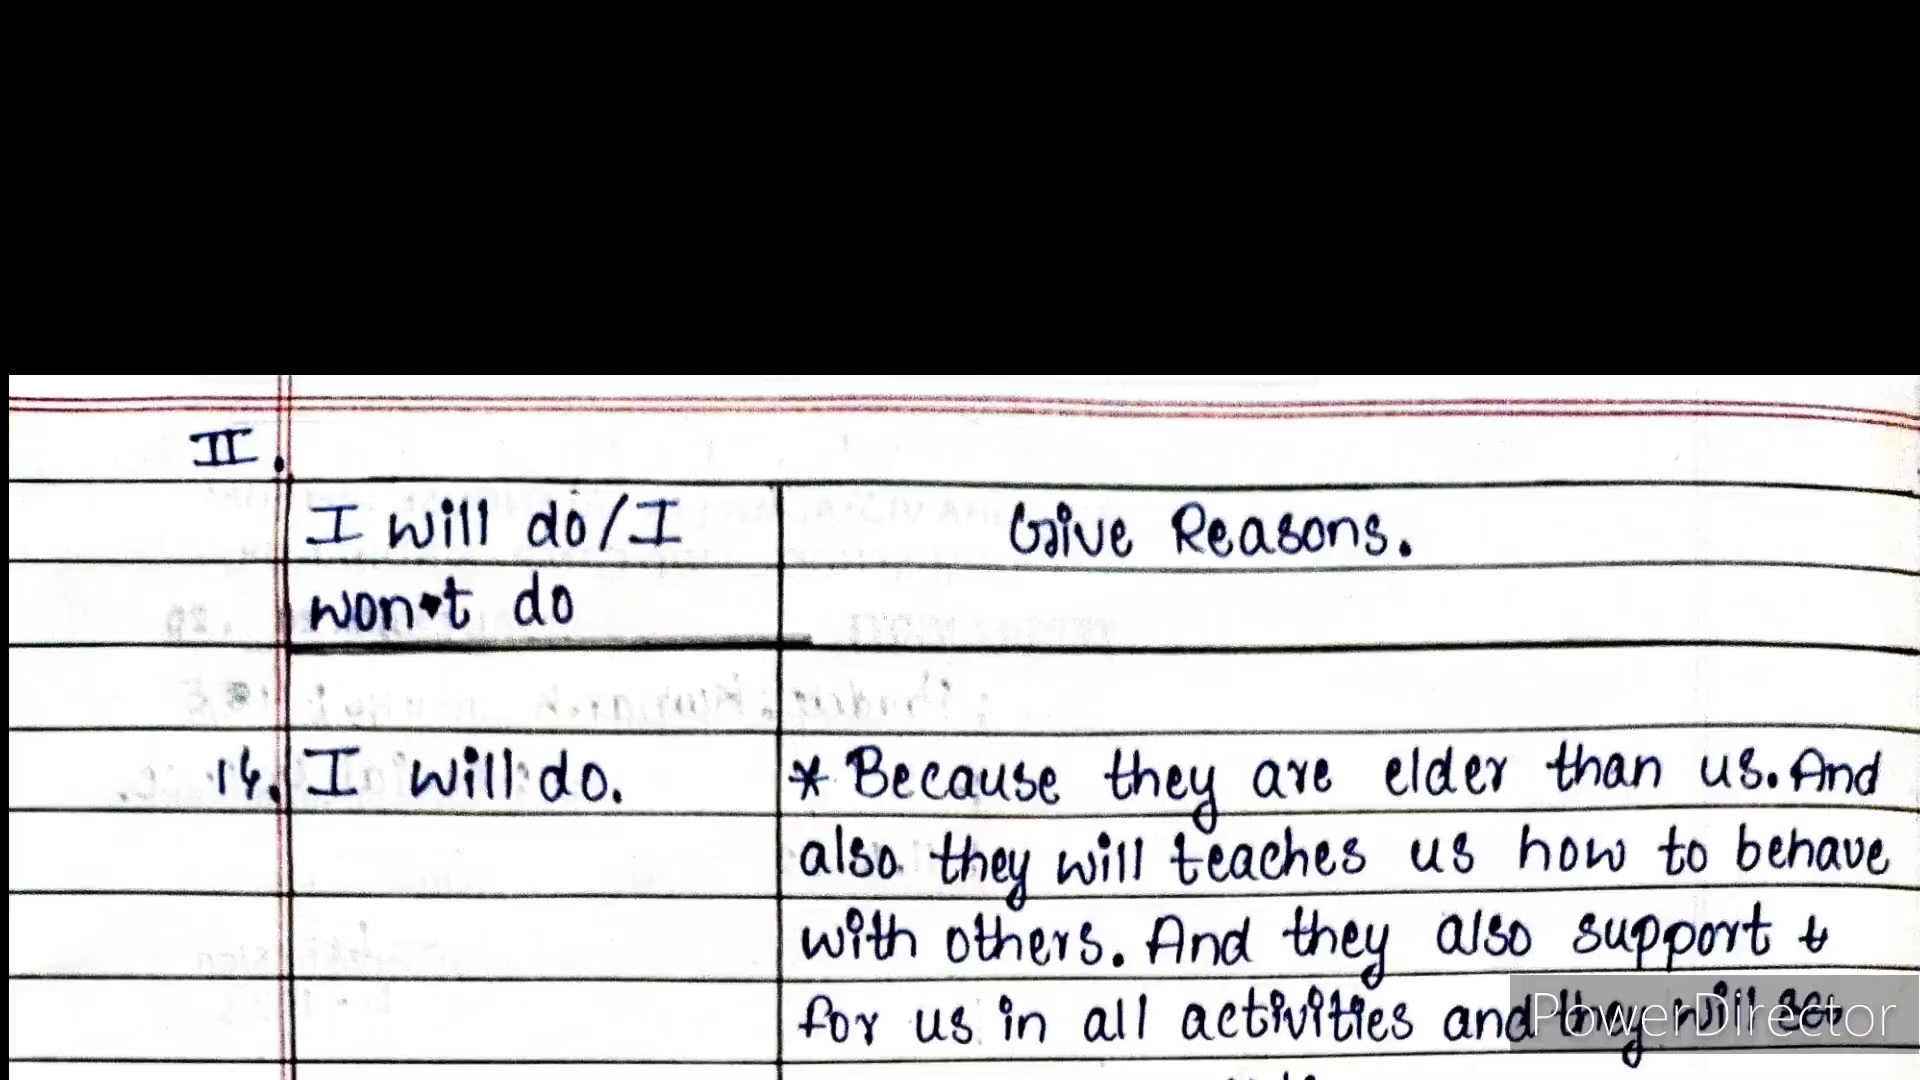 II.
I will do/I
won't do
Give Reasons.
14. I will do.
* Because they are elder than us. And
also they will teaches us how to behave
with others. And they also support
for us in all activities and they will
PowerDirector